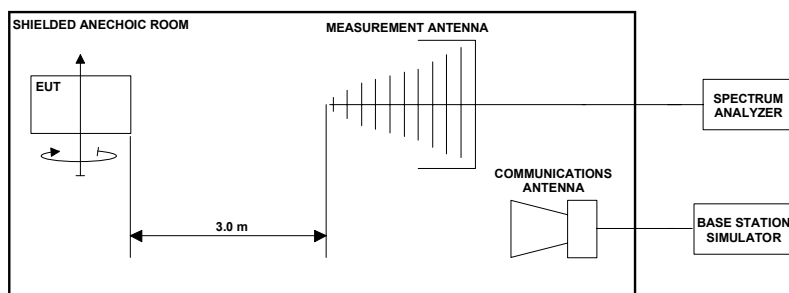 SHIELDED ANECHOIC ROOM
MEASUREMENT ANTENNA
EUT
SPECTRUM
ANALYZER
COMMUNICATIONS
ANTENNA
3.0 m
BASE STATION
SIMULATOR